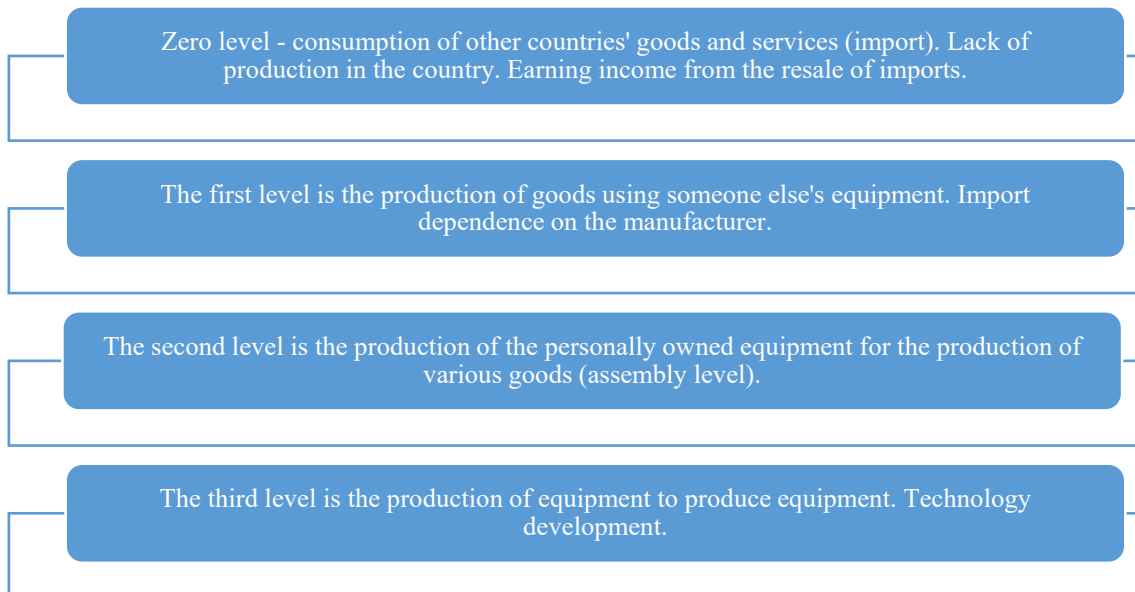 Zero level - consumption of other countries' goods and services (import). Lack of
production in the country. Earning income from the resale of imports.
The first level is the production of goods using someone else's equipment. Import
dependence on the manufacturer.
The second level is the production of the personally owned equipment for the production of
various goods (assembly level).
The third level is the production of equipment to produce equipment. Technology
development.